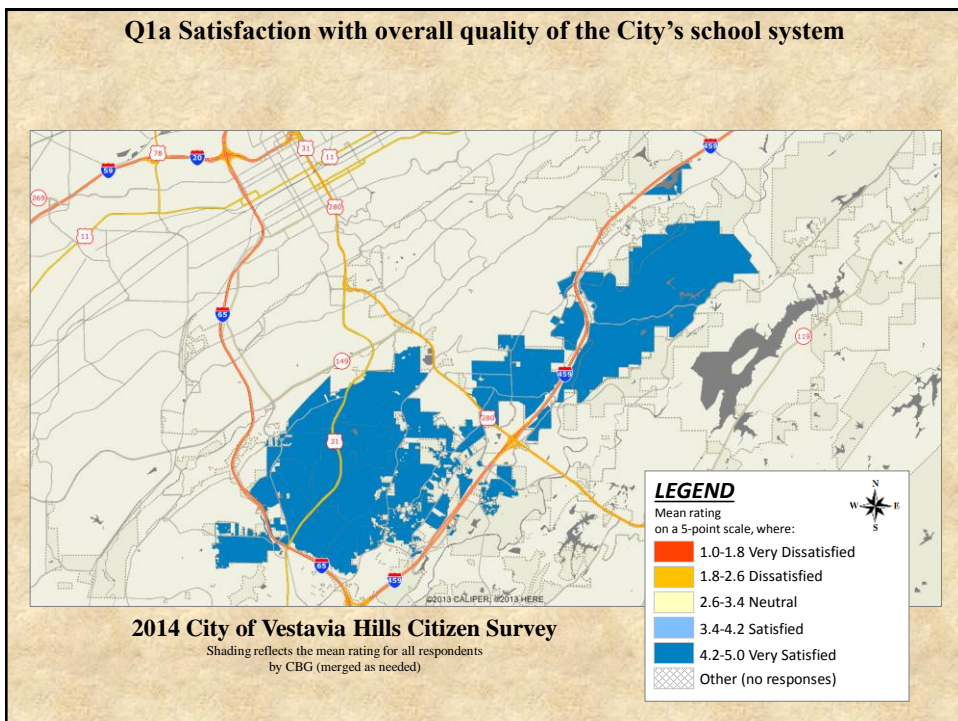 Q1a Satisfaction with overall quality of the City's school system
459
31
78
11
20
59
269
280
11
65
119
149
459
280
31
65
459
©2013 CALIPER; ©2013 HERE
LEGEND
Mean rating
on a 5-point scale, where:
N
W E
S
1.0-1.8 Very Dissatisfied
1.8-2.6 Dissatisfied
2.6-3.4 Neutral
3.4-4.2 Satisfied
4.2-5.0 Very Satisfied
Other (no responses)
2014 City of Vestavia Hills Citizen Survey
Shading reflects the mean rating for all respondents
by CBG (merged as needed)